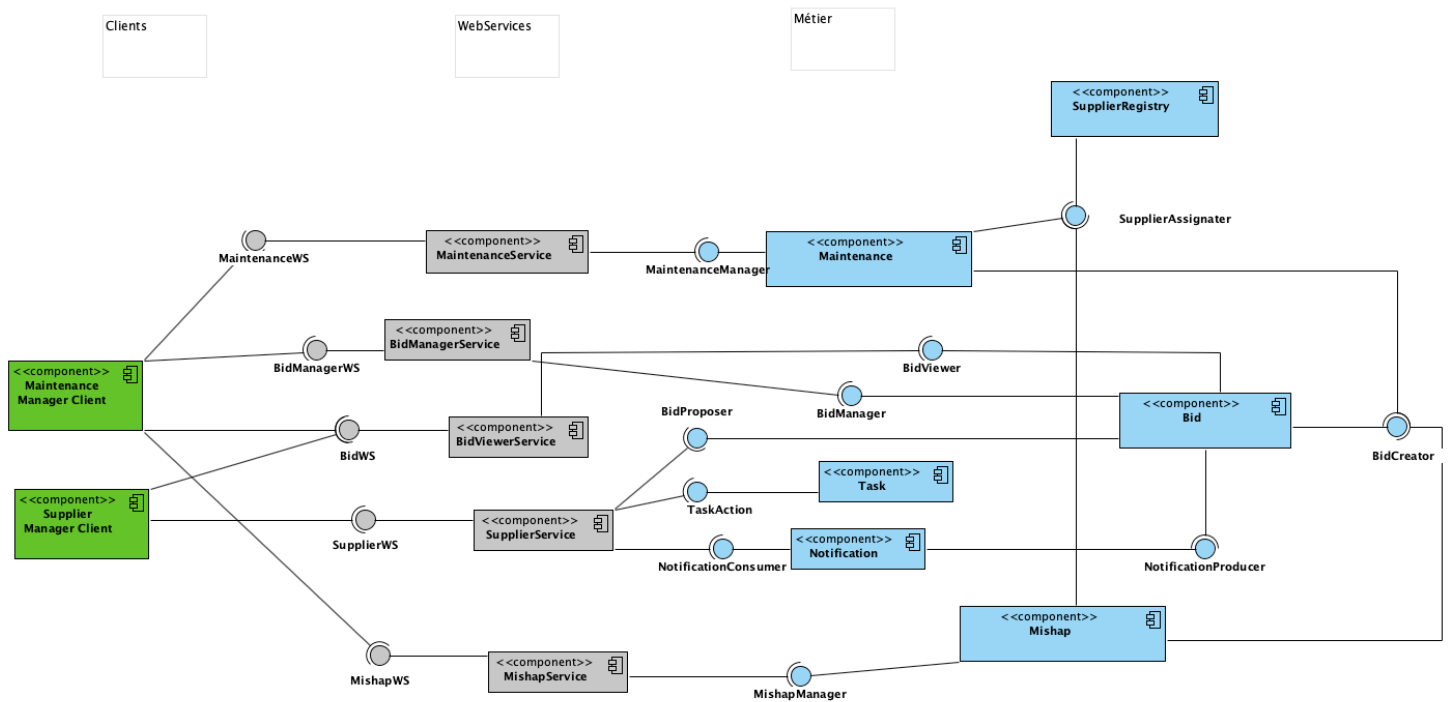 Clients
WebServices
Métier
<<component>>
SupplierRegistry
SupplierAssignater
<<component>>
MaintenanceService
<<component>>
Maintenance
MaintenanceWS
MaintenanceManager
<<component>>
BidManagerService
BidManagerWS
BidViewer
<<component>>
Maintenance
Manager Client
<<component>>
Bid
BidProposer
BidManager
<<component>>
BidViewerService
BidWS
BidCreator
<<component>>
Task
TaskAction
<<component>>
Supplier
Manager Client
<<component>>
SupplierService
SupplierWS
<<component>>
Notification
NotificationConsumer
NotificationProducer
<<component>>
Mishap
<<component>>
MishapService
MishapWS
MishapManager